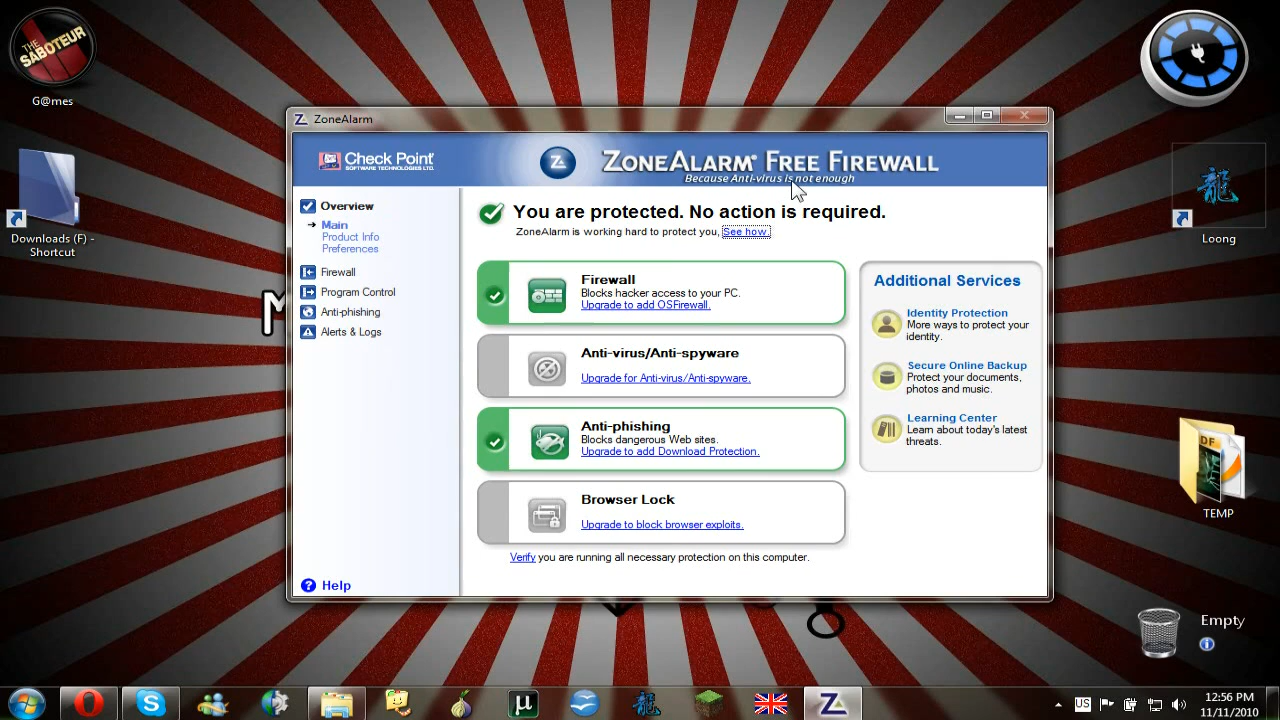 THE
SABOTEUR
G@mes
Downloads (F) -
Shortcut
ZoneAlarm
Check Point
SOFTWARE TECHNOLOGIES LTD.
ZONEALARM® FREE FIREWALL
Because Anti-virus is not enough
Overview
Main
Product Info
Preferences
Firewall
Program Control
Anti-phishing
Alerts & Logs
Help
You are protected. No action is required.
ZoneAlarm is working hard to protect you, See how.
Firewall
Blocks hacker access to your PC.
Upgrade to add OSFirewall.
Anti-virus/Anti-spyware
Upgrade for Anti-virus/Anti-spyware.
Anti-phishing
Blocks dangerous Web sites.
Upgrade to add Download Protection.
Browser Lock
Upgrade to block browser exploits.
Verify you are running all necessary protection on this computer.
Additional Services
Identity Protection
More ways to protect your
identity.
Secure Online Backup
Protect your documents,
photos and music.
Learning Center
Learn about today's latest
threats.
龍
Loong
DF
TEMP
Empty
US
12:56 PM
11/11/2010